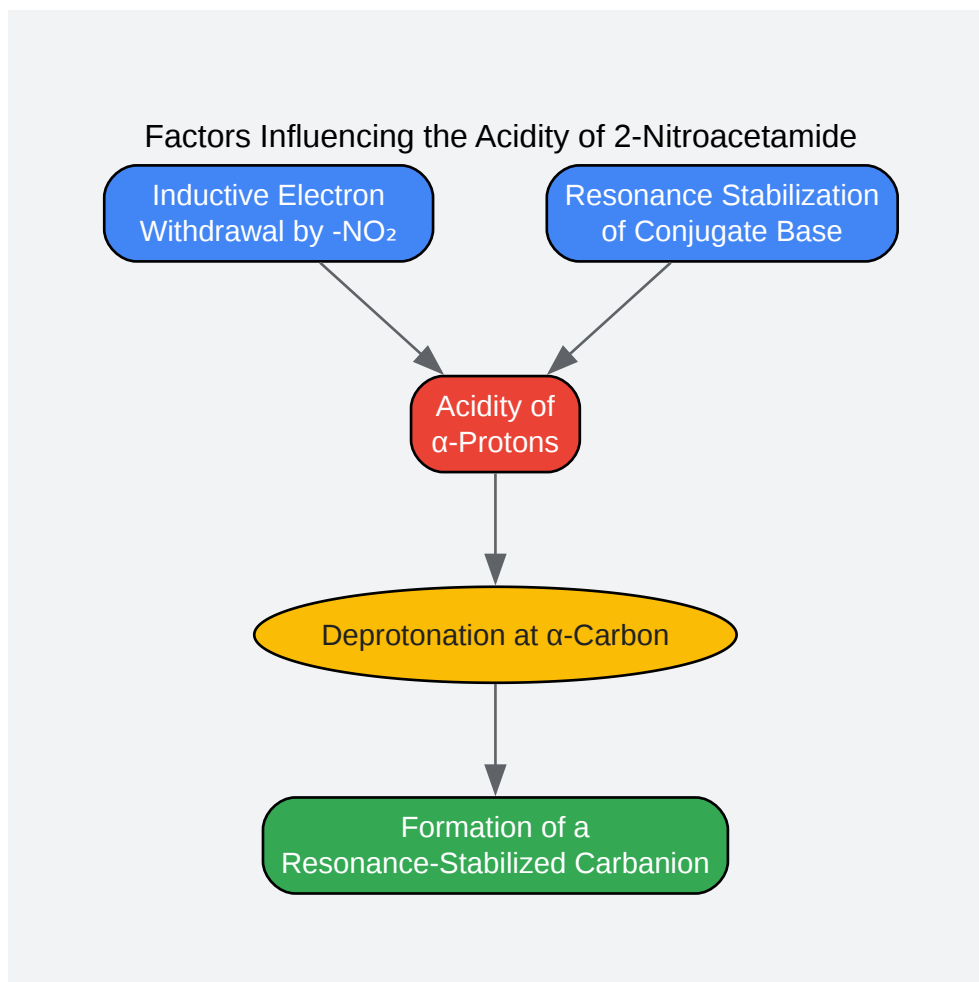 Factors Influencing the Acidity of 2-Nitroacetamide
Inductive Electron
Withdrawal by -NO₂
Resonance Stabilization
of Conjugate Base
Acidity of
α-Protons
Deprotonation at α-Carbon
Formation of a
Resonance-Stabilized Carbanion